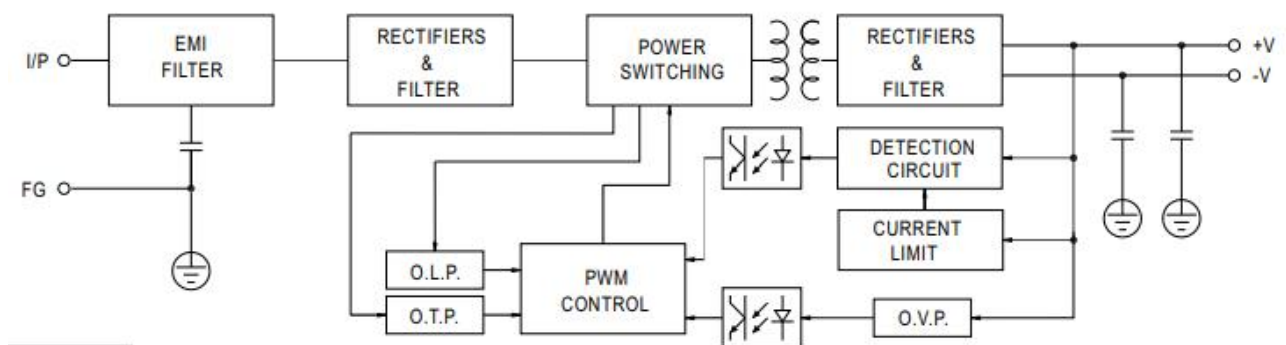 I/P
EMI
FILTER
RECTIFIERS
&
FILTER
POWER
SWITCHING
RECTIFIERS
&
FILTER
+V
-V
FG
DETECTION
CIRCUIT
CURRENT
LIMIT
O.L.P.
O.T.P.
PWM
CONTROL
O.V.P.